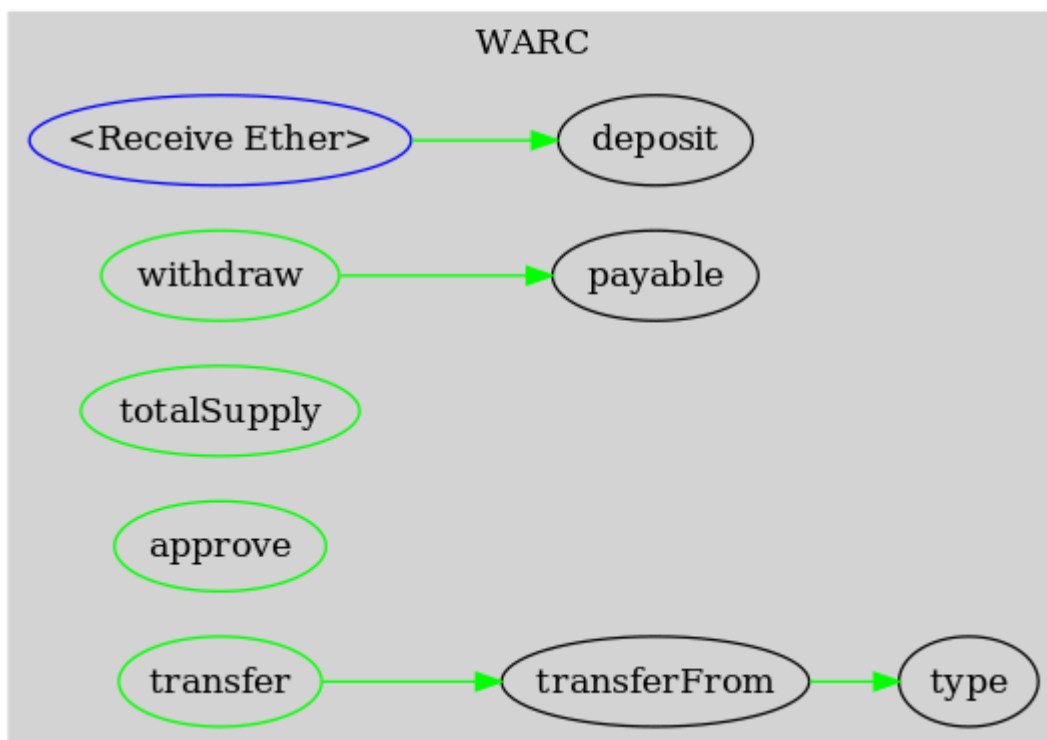 WARC
<Receive Ether>
deposit
withdraw
payable
totalSupply
approve
transfer
transferFrom
type